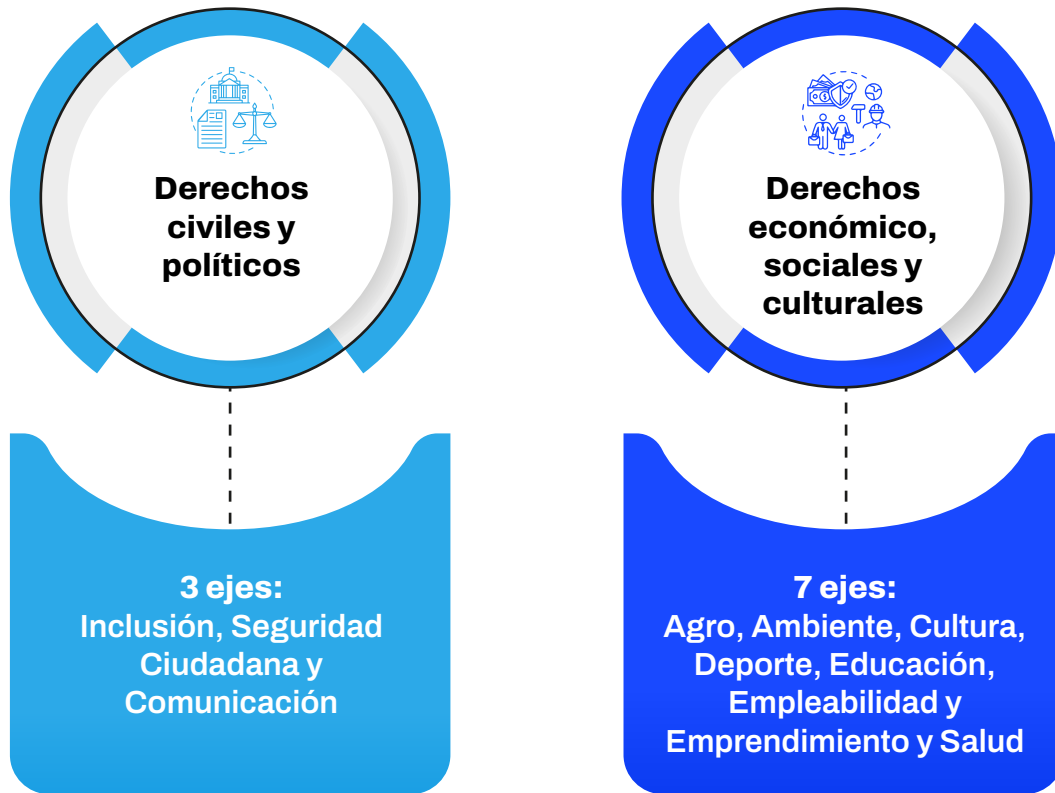 Derechos
civiles y
políticos
3 ejes:
Inclusión, Seguridad
Ciudadana y
Comunicación
Derechos
económico,
sociales y
culturales
7 ejes:
Agro, Ambiente, Cultura,
Deporte, Educación,
Empleabilidad y
Emprendimiento y Salud